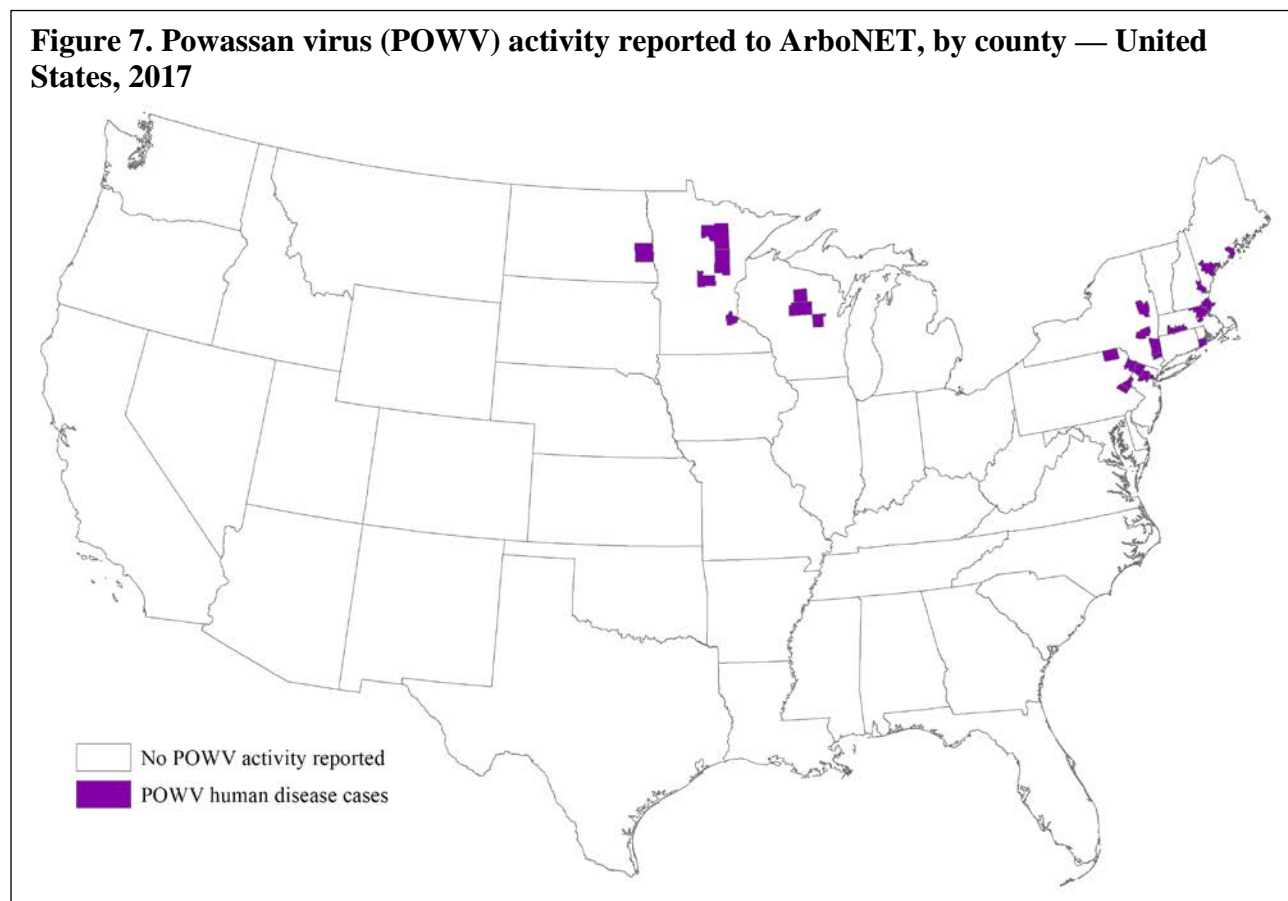 Figure 7. Powassan virus (POWV) activity reported to ArboNET, by county — United
States, 2017
No POWV activity reported
POWV human disease cases